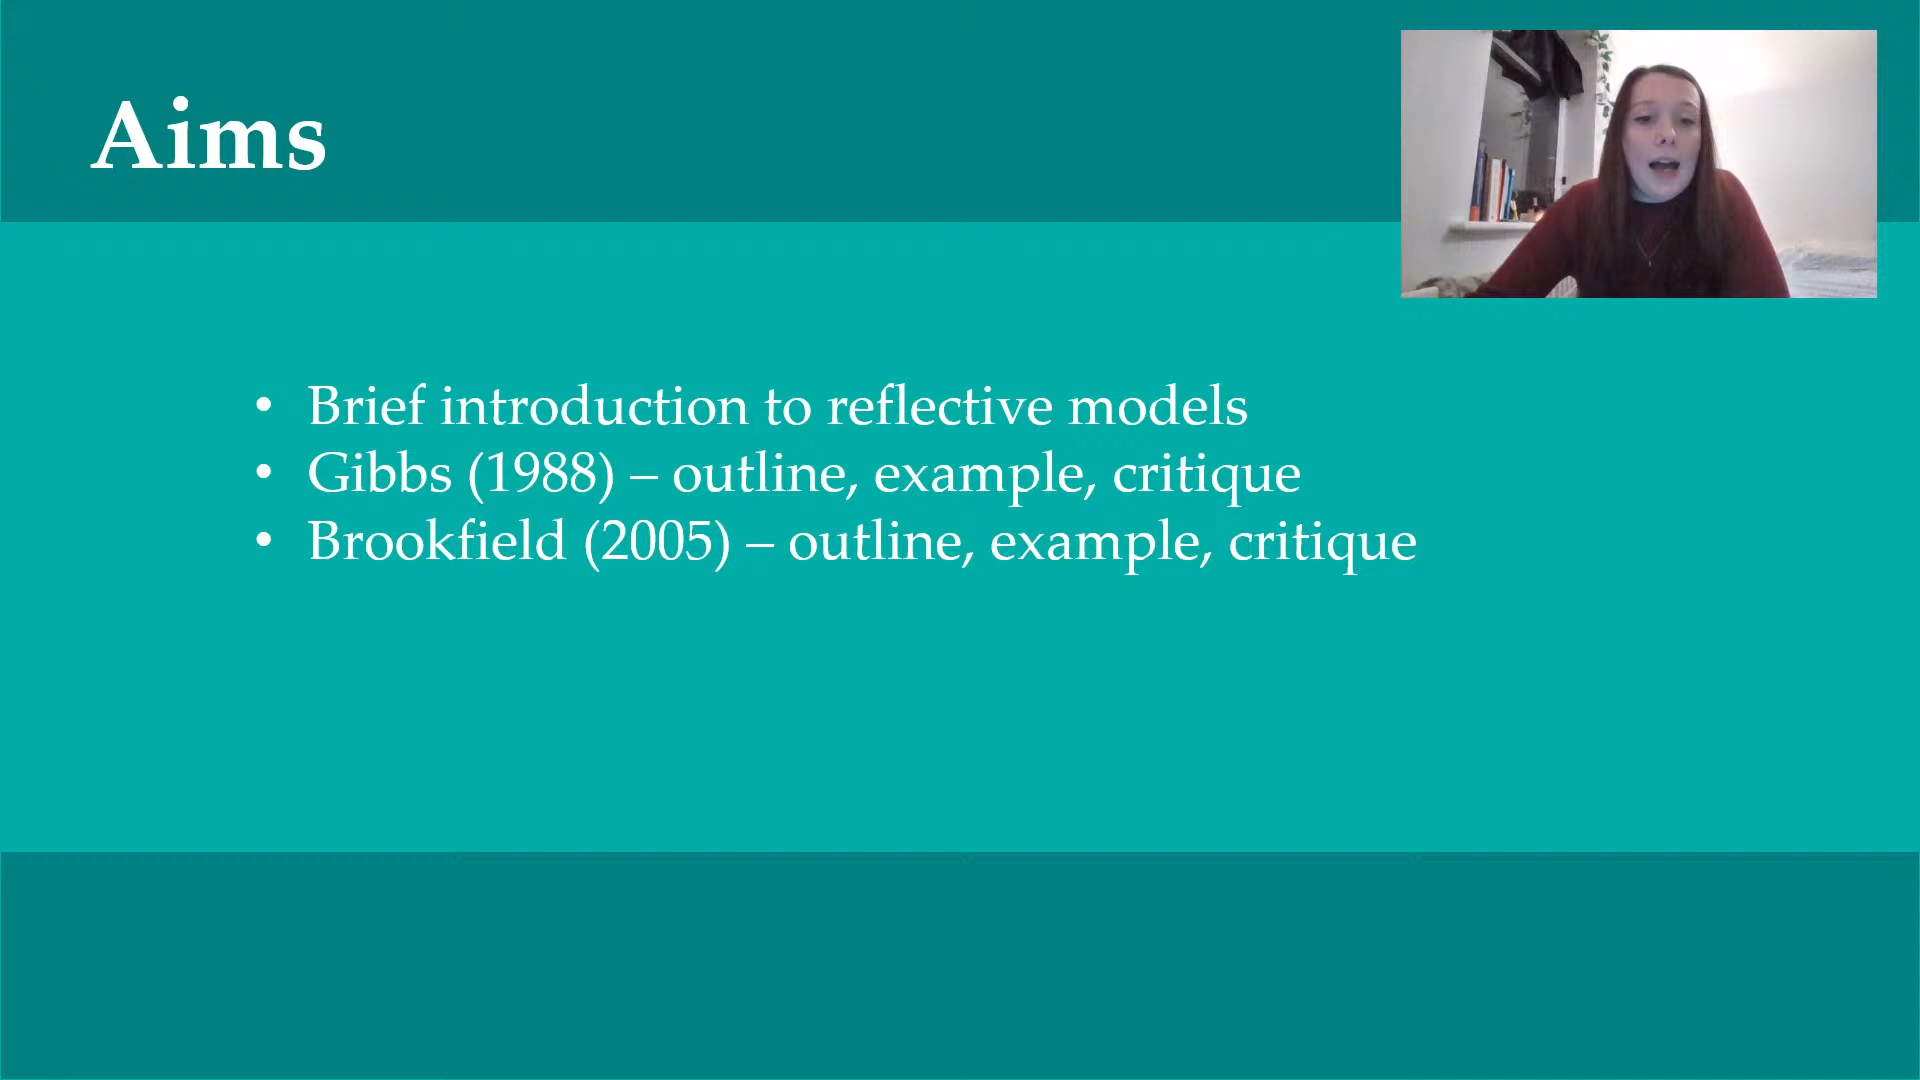 Aims
• Brief introduction to reflective models
• Gibbs (1988) – outline, example, critique
• Brookfield (2005) – outline, example, critique